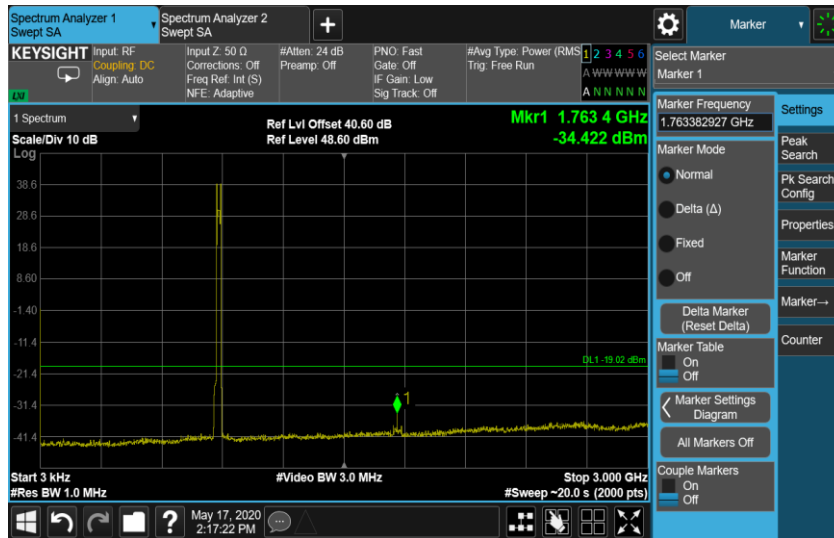 Spectrum Analyzer 1
Swept SA
Spectrum Analyzer 2
Swept SA
Marker
KEYSIGHT
Input: RF
Coupling: DC
Align: Auto
Input Z: 50 Ω
Corrections: Off
Freq Ref: Int (S)
NFE: Adaptive
#Atten: 24 dB
Preamp: Off
PNO: Fast
Gate: Off
IF Gain: Low
Sig Track: Off
#Avg Type: Power (RMS
Trig: Free Run
1 2 3 4 5 6
A W W W W W
A N N N N N
LXI
Select Marker
Marker 1
1 Spectrum
Scale/Div 10 dB
Log
Ref Lvl Offset 40.60 dB
Ref Level 48.60 dBm
Mkr1 1.763 4 GHz
-34.422 dBm
38.6
28.6
18.6
8.60
-1.40
-11.4
-21.4
-31.4
-41.4
DL1 -19.02 dBm
1
Start 3 kHz
#Res BW 1.0 MHz
#Video BW 3.0 MHz
Stop 3.000 GHz
#Sweep ~20.0 s (2000 pts)
Marker Frequency
1.763382927 GHz
Marker Mode
Normal
Delta (Δ)
Fixed
Off
Delta Marker
(Reset Delta)
Marker Table
On
Off
Marker Settings
Diagram
All Markers Off
Couple Markers
On
Off
Settings
Peak
Search
Pk Search
Config
Properties
Marker
Function
Marker→
Counter
?
May 17, 2020
2:17:22 PM